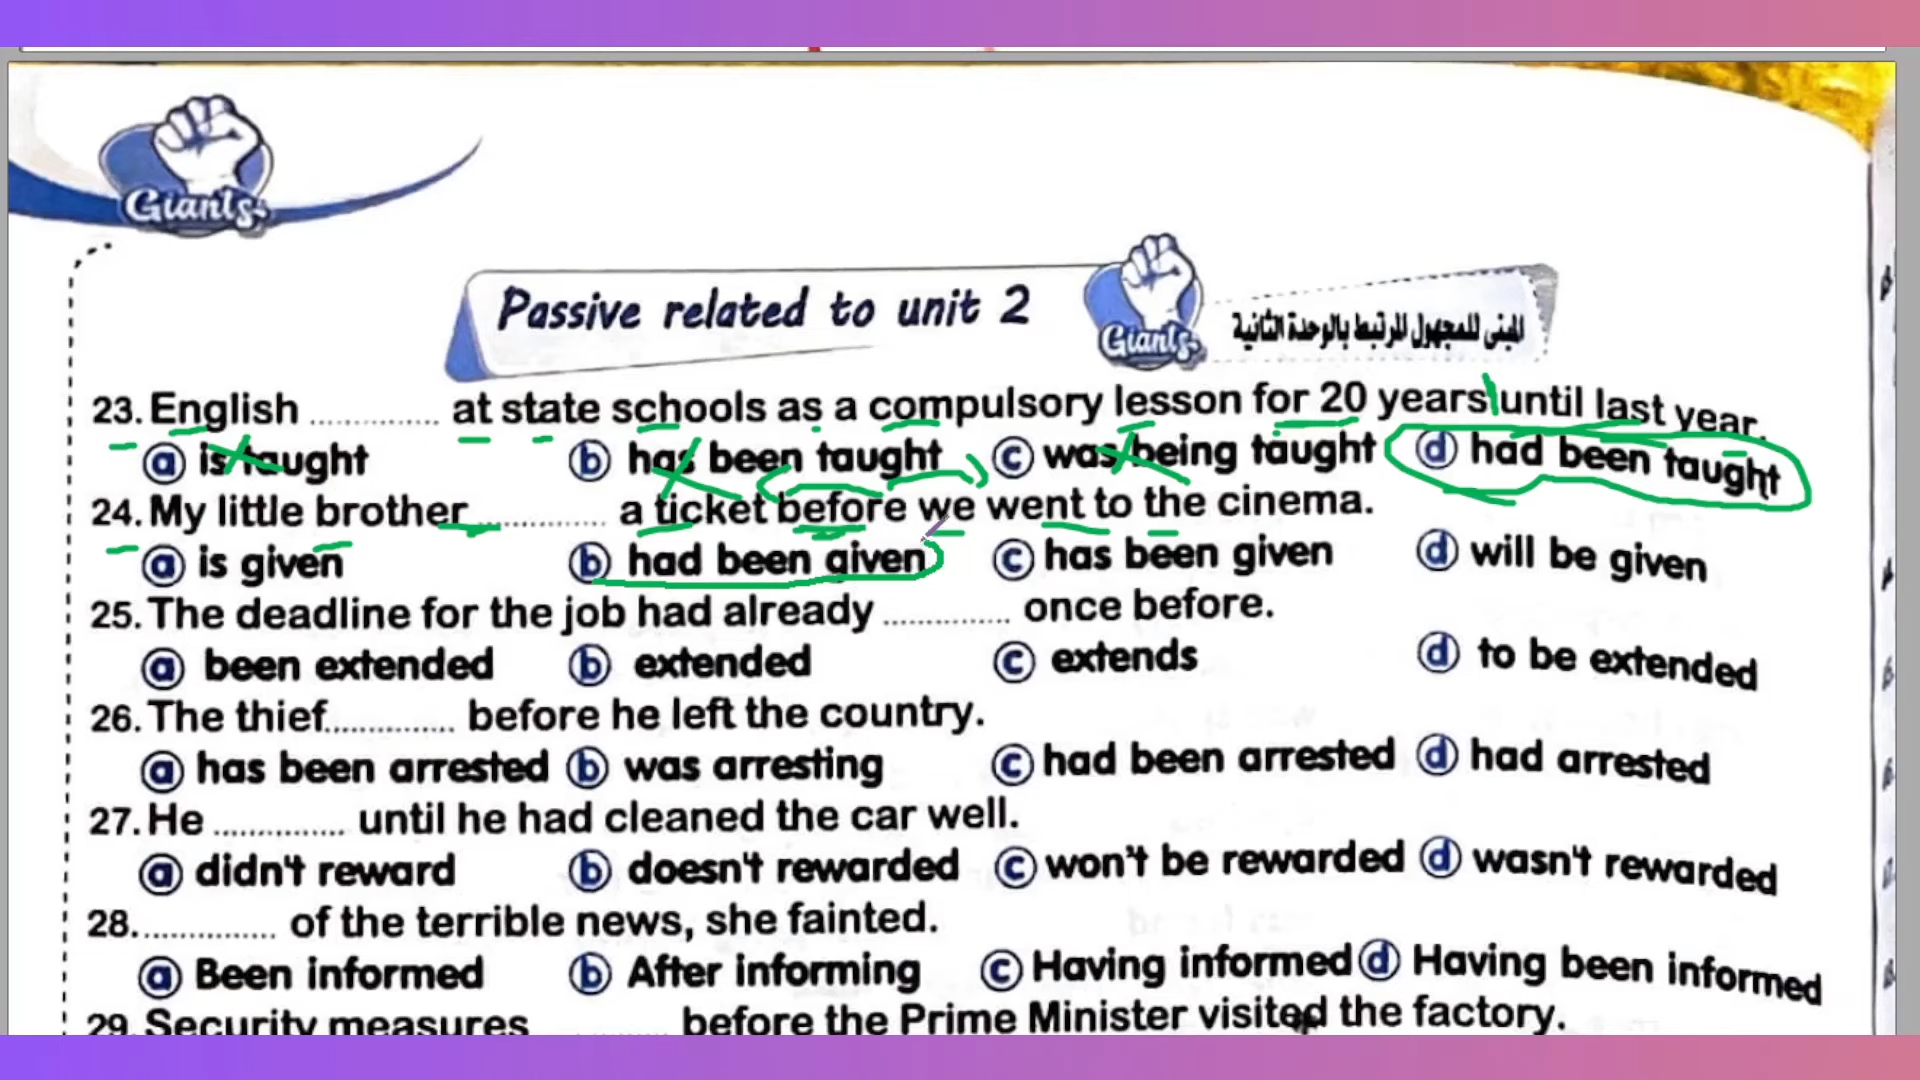 Giants
Passive related to unit 2
Giants
المبنى للمجهول المرتبط بالوحدة الثانية
23. English .............. at state schools as a compulsory lesson for 20 years until last year.
a is taught b has been taught c was being taught d had been taught
24. My little brother .............. a ticket before we went to the cinema.
a is given b had been given c has been given d will be given
25. The deadline for the job had already .............. once before.
a been extended b extended c extends d to be extended
26. The thief.............. before he left the country.
a has been arrested b was arresting c had been arrested d had arrested
27. He .............. until he had cleaned the car well.
a didn't reward b doesn't rewarded c won't be rewarded d wasn't rewarded
28. .............. of the terrible news, she fainted.
a Been informed b After informing c Having informed d Having been informed
29. Security measures .............. before the Prime Minister visited the factory.